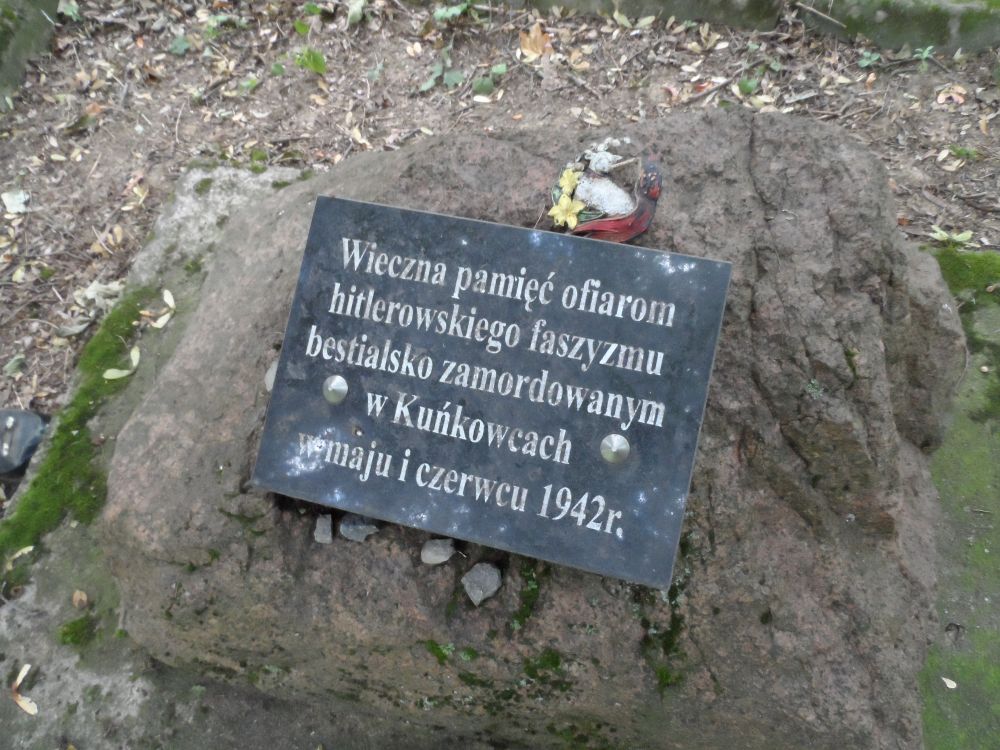 Wieczna pamięć ofiarom
hitlerowskiego faszyzmu
bestialsko zamordowanym
w Kuńkowcach
w maju i czerwcu 1942r.